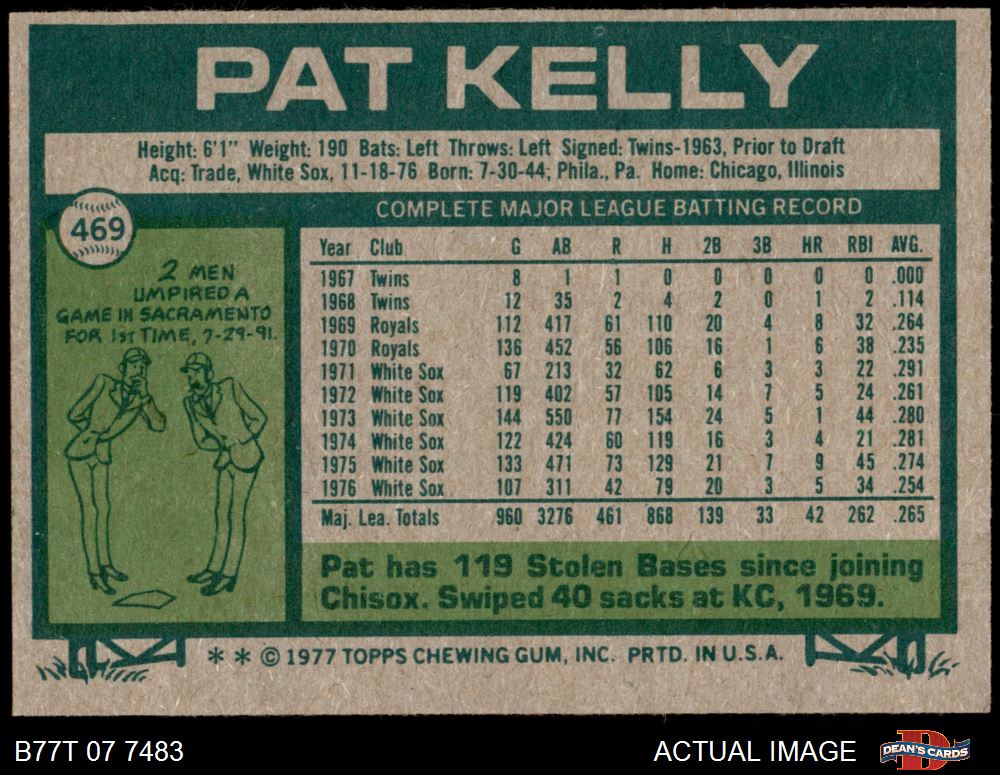 PAT KELLY
Height: 6'1" Weight: 190 Bats: Left Throws: Left Signed: Twins-1963, Prior to Draft
Acq: Trade, White Sox, 11-18-76 Born: 7-30-44; Phila., Pa. Home: Chicago, Illinois
469
COMPLETE MAJOR LEAGUE BATTING RECORD
2 MEN
UMPIRED A
GAME IN SACRAMENTO
FOR 1ST TIME, 7-29-91.
Year Club G AB R H 2B 3B HR RBI AVG.
1967 Twins 8 1 1 0 0 0 0 0 .000
1968 Twins 12 35 2 4 2 0 1 2 .114
1969 Royals 112 417 61 110 20 4 8 32 .264
1970 Royals 136 452 56 106 16 1 6 38 .235
1971 White Sox 67 213 32 62 6 3 3 22 .291
1972 White Sox 119 402 57 105 14 7 5 24 .261
1973 White Sox 144 550 77 154 24 5 1 44 .280
1974 White Sox 122 424 60 119 16 3 4 21 .281
1975 White Sox 133 471 73 129 21 7 9 45 .274
1976 White Sox 107 311 42 79 20 3 5 34 .254
Maj. Lea. Totals 960 3276 461 868 139 33 42 262 .265
Pat has 119 Stolen Bases since joining
Chisox. Swiped 40 sacks at KC, 1969.
* * © 1977 TOPPS CHEWING GUM, INC. PRTD. IN U.S.A.
B77T 07 7483
ACTUAL IMAGE
DEAN'S CARDS